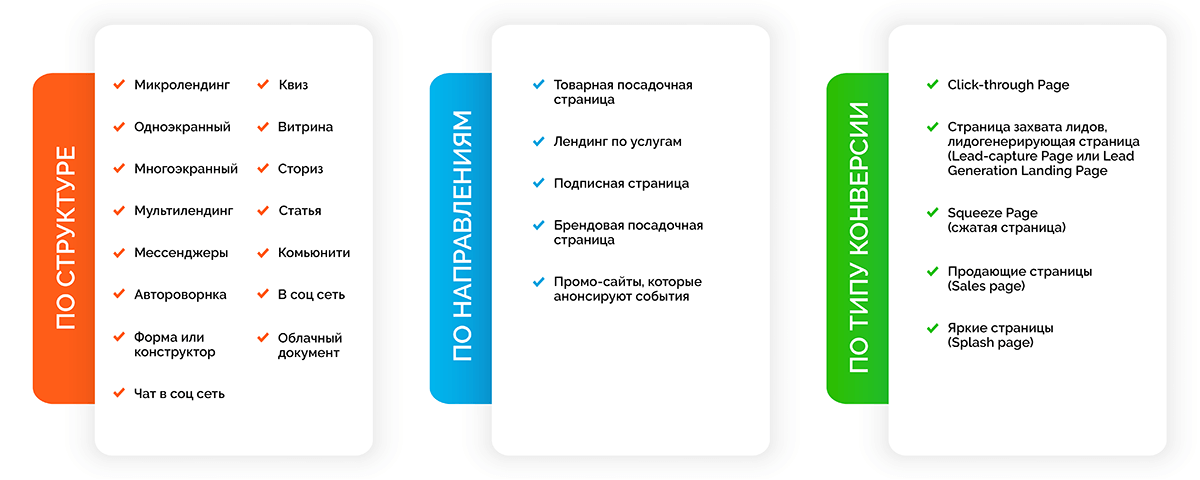 ПО СТРУКТУРЕ
Микролендинг
Одноэкранный
Многоэкранный
Мультилендинг
Мессенджеры
Автороворнка
Форма или
конструктор
Чат в соц сеть
Квиз
Витрина
Сториз
Статья
Комьюнити
В соц сеть
Облачный
документ
ПО НАПРАВЛЕНИЯМ
Товарная посадочная
страница
Лендинг по услугам
Подписная страница
Брендовая посадочная
страница
Промо-сайты, которые
анонсируют события
ПО ТИПУ КОНВЕРСИИ
Click-through Page
Страница захвата лидов,
лидогенерирующая страница
(Lead-capture Page или Lead
Generation Landing Page
Squeeze Page
(сжатая страница)
Продающие страницы
(Sales page)
Яркие страницы
(Splash page)